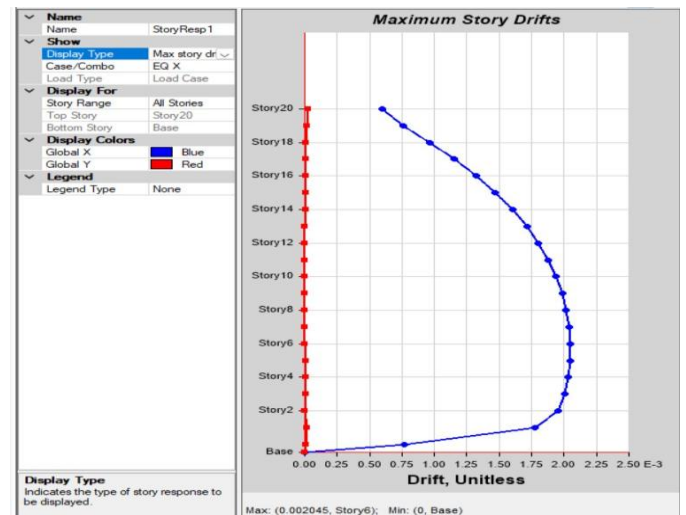 Name
Name StoryResp1
Show
Display Type Max story dr
Case/Combo EQ X
Load Type Load Case
Display For
Story Range All Stories
Top Story Story20
Bottom Story Base
Display Colors
Global X Blue
Global Y Red
Legend
Legend Type None
Display Type
Indicates the type of story response to
be displayed.
Maximum Story Drifts
Story20
Story18
Story16
Story14
Story12
Story10
Story8
Story6
Story4
Story2
Base
0.00 0.25 0.50 0.75 1.00 1.25 1.50 1.75 2.00 2.25 2.50 E-3
Drift, Unitless
Max: (0.002045, Story6); Min: (0, Base)